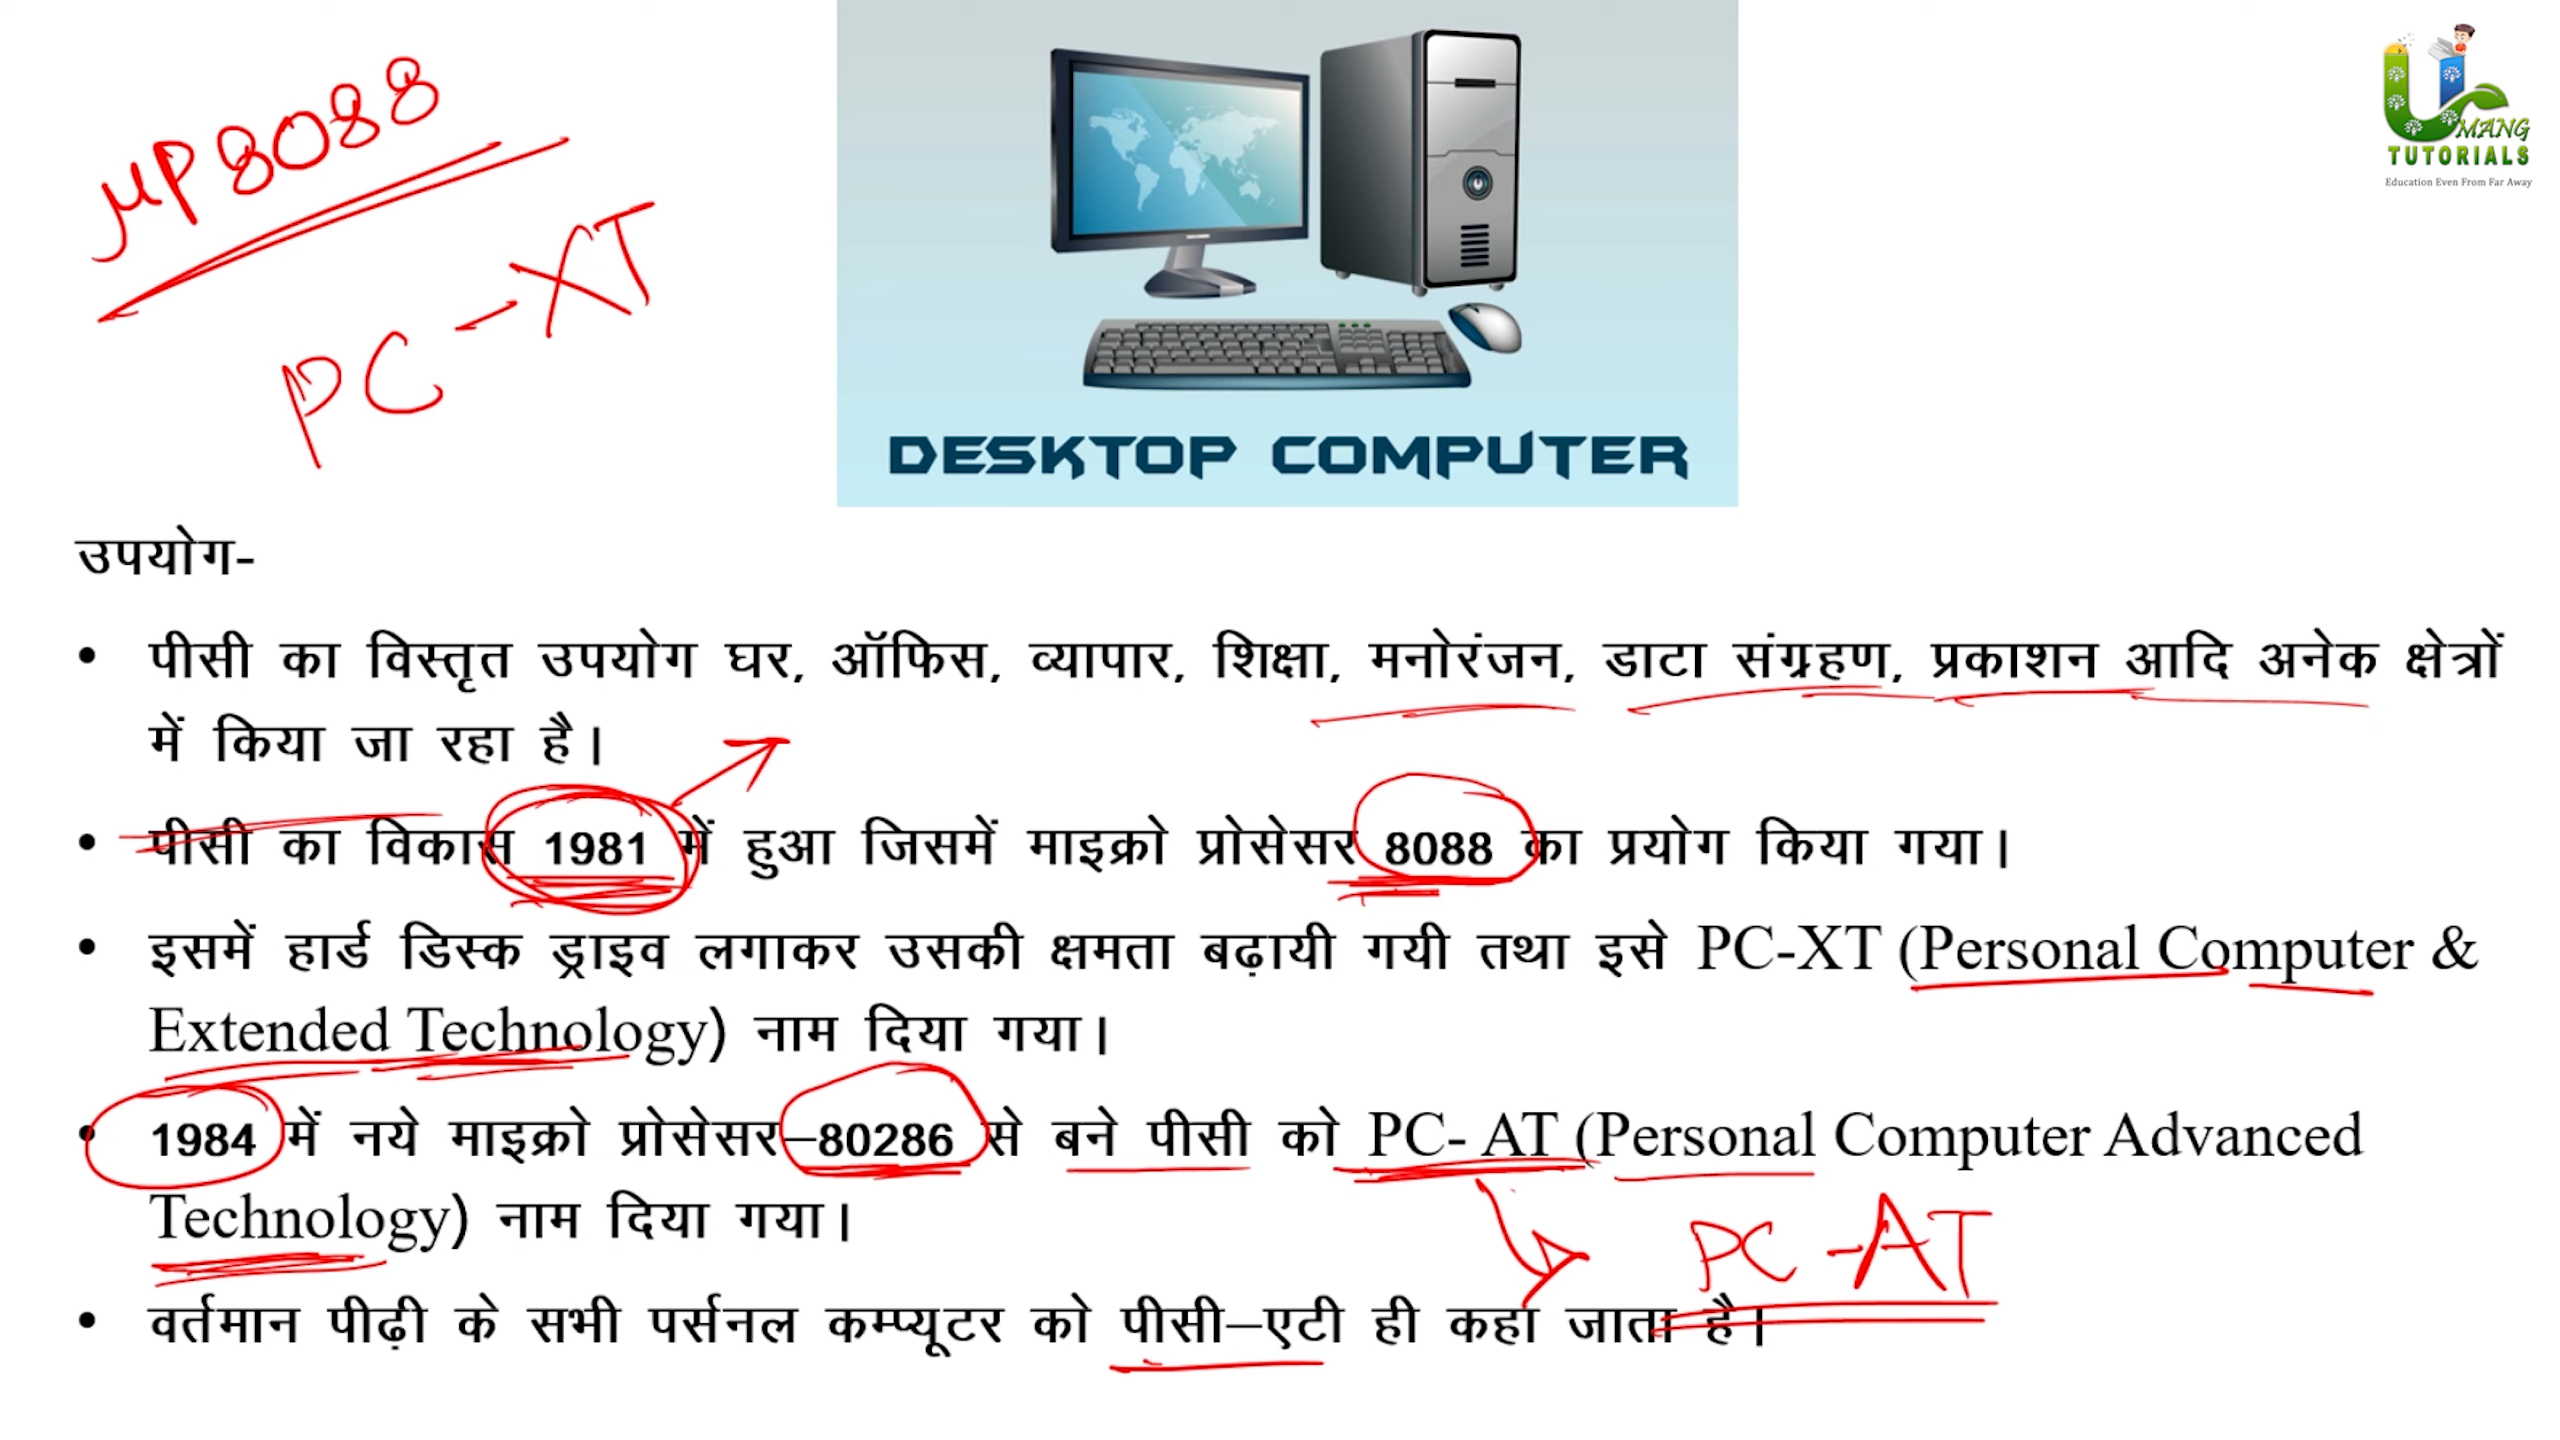 µP 8088
PC-XT
DESKTOP COMPUTER
UMANG
TUTORIALS
Education Even From Far Away
उपयोग-
• पीसी का विस्तृत उपयोग घर, ऑफिस, व्यापार, शिक्षा, मनोरंजन, डाटा संग्रहण, प्रकाशन आदि अनेक क्षेत्रों
में किया जा रहा है।
• पीसी का विकास 1981 में हुआ जिसमें माइक्रो प्रोसेसर 8088 का प्रयोग किया गया।
• इसमें हार्ड डिस्क ड्राइव लगाकर उसकी क्षमता बढ़ायी गयी तथा इसे PC-XT (Personal Computer &
Extended Technology) नाम दिया गया।
• 1984 में नये माइक्रो प्रोसेसर–80286 से बने पीसी को PC- AT (Personal Computer Advanced
Technology) नाम दिया गया।
PC-AT
• वर्तमान पीढ़ी के सभी पर्सनल कम्प्यूटर को पीसी–एटी ही कहा जाता है।